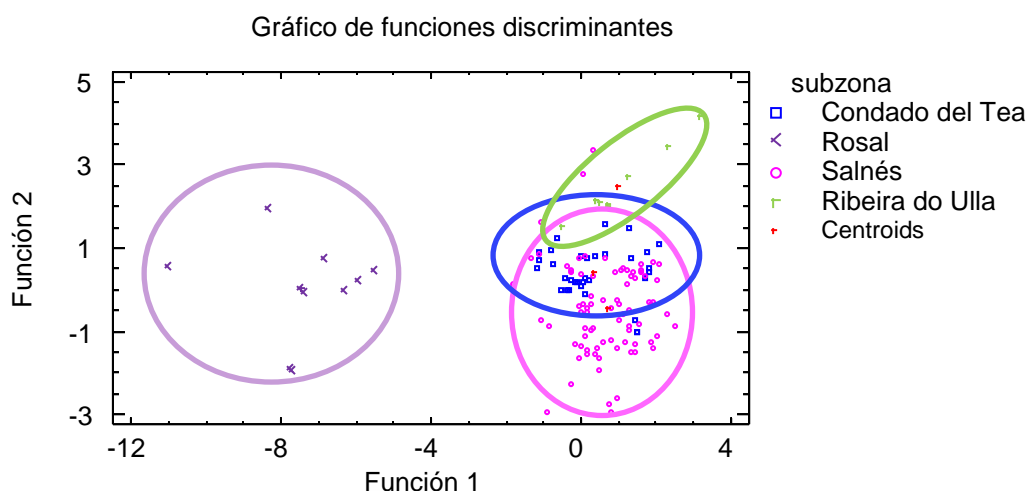 Gráfico de funciones discriminantes
5
3
1
-1
-3
Función 2
-12
-8
-4
0
4
Función 1
subzona
Condado del Tea
Rosal
Salnés
Ribeira do Ulla
Centroids